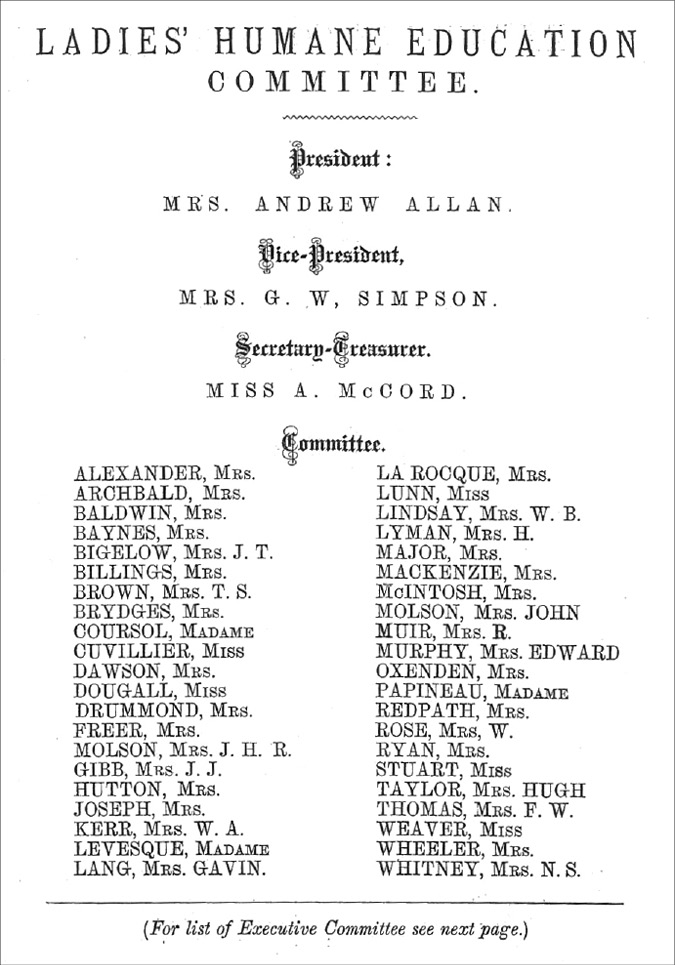 LADIES' HUMANE EDUCATION
COMMITTEE.
President:
MRS. ANDREW ALLAN.
Vice-President,
MRS. G. W, SIMPSON.
Secretary-Treasurer.
MISS A. McCORD.
Committee.
ALEXANDER, MRS.
ARCHBALD, MRS.
BALDWIN, MRS.
BAYNES, MRS.
BIGELOW, MRS. J. T.
BILLINGS, MRS.
BROWN, MRS. T. S.
BRYDGES, MRS.
COURSOL, MADAME
CUVILLIER, MISS
DAWSON, MRS.
DOUGALL, MISS
DRUMMOND, MRS.
FREER, MRS.
MOLSON, MRS. J. H. R.
GIBB, MRS. J. J.
HUTTON, MRS.
JOSEPH, MRS.
KERR, MRS. W. A.
LEVESQUE, MADAME
LANG, MRS. GAVIN.
LA ROCQUE, MRS.
LUNN, MISS
LINDSAY, MRS. W. B.
LYMAN, MRS. H.
MAJOR, MRS.
MACKENZIE, MRS.
McINTOSH, MRS.
MOLSON, MRS. JOHN
MUIR, MRS. R.
MURPHY, MRS. EDWARD
OXENDEN, MRS.
PAPINEAU, MADAME
REDPATH, MRS.
ROSE, MRS, W.
RYAN, MRS.
STUART, MISS
TAYLOR, MRS. HUGH
THOMAS, MRS. F. W.
WEAVER, MISS
WHEELER, MRS.
WHITNEY, MRS. N. S.
(For list of Executive Committee see next page.)